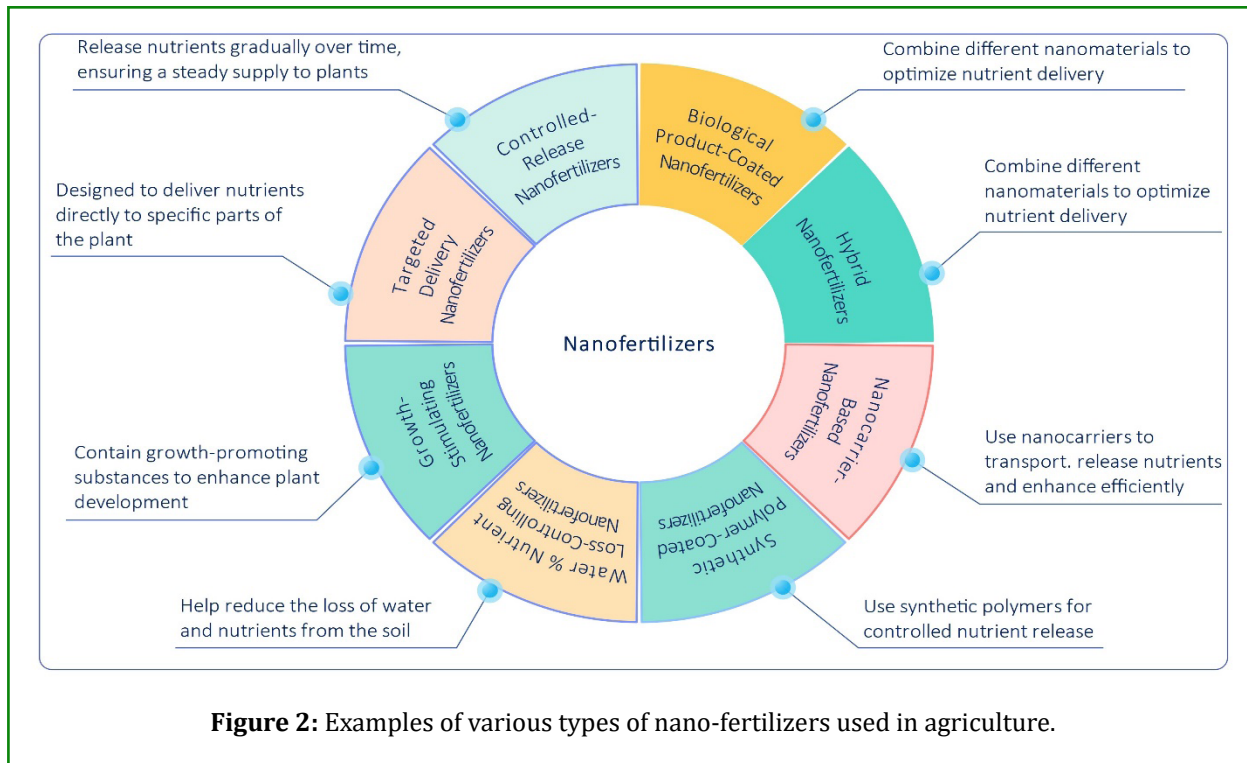 Release nutrients gradually over time,
ensuring a steady supply to plants
Combine different nanomaterials to
optimize nutrient delivery
Controlled-
Release
Nanofertilizers
Biological
Product-Coated
Nanofertilizers
Designed to deliver nutrients
directly to specific parts of
the plant
Combine different
nanomaterials to optimize
nutrient delivery
Targeted
Delivery
Nanofertilizers
Hybrid
Nanofertilizers
Nanofertilizers
Growth-
Stimulating
Nanofertilizers
Nanocarrier-
Based
Nanofertilizers
Contain growth-promoting
substances to enhance plant
development
Use nanocarriers to
transport. release nutrients
and enhance efficiently
Water % Nutrient
Loss-Controlling
Nanofertilizers
Synthetic
Polymer-Coated
Nanofertilizers
Help reduce the loss of water
and nutrients from the soil
Use synthetic polymers for
controlled nutrient release
Figure 2: Examples of various types of nano-fertilizers used in agriculture.